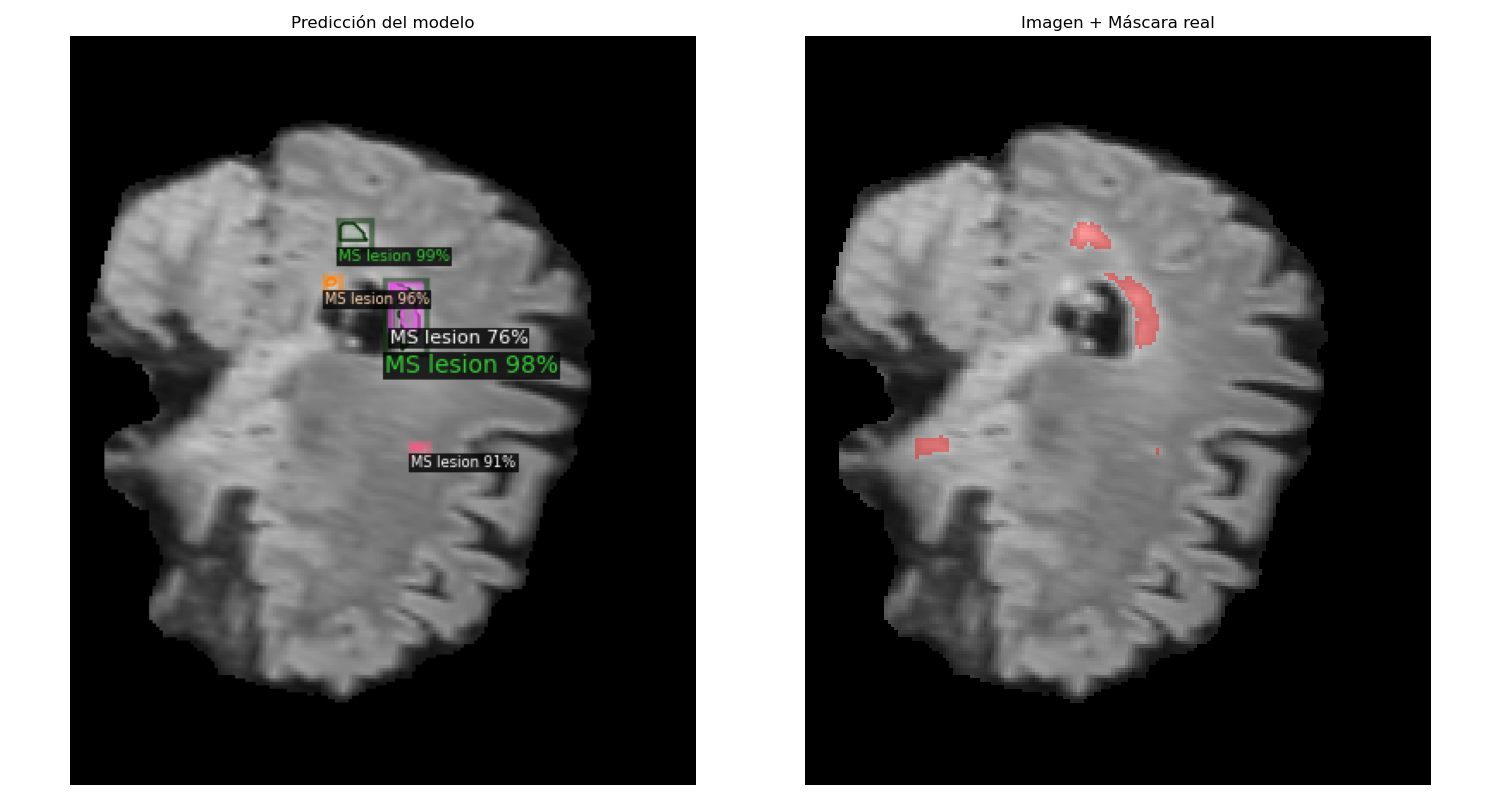 Predicción del modelo
Imagen + Máscara real
MS lesion 99%
MS lesion 96%
MS lesion 76%
MS lesion 98%
MS lesion 91%